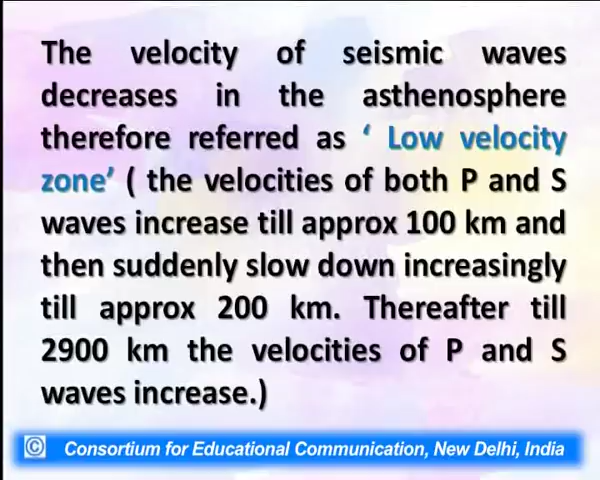 The velocity of seismic waves
decreases in the asthenosphere
therefore referred as ‘ Low velocity
zone’ ( the velocities of both P and S
waves increase till approx 100 km and
then suddenly slow down increasingly
till approx 200 km. Thereafter till
2900 km the velocities of P and S
waves increase.)
© Consortium for Educational Communication, New Delhi, India